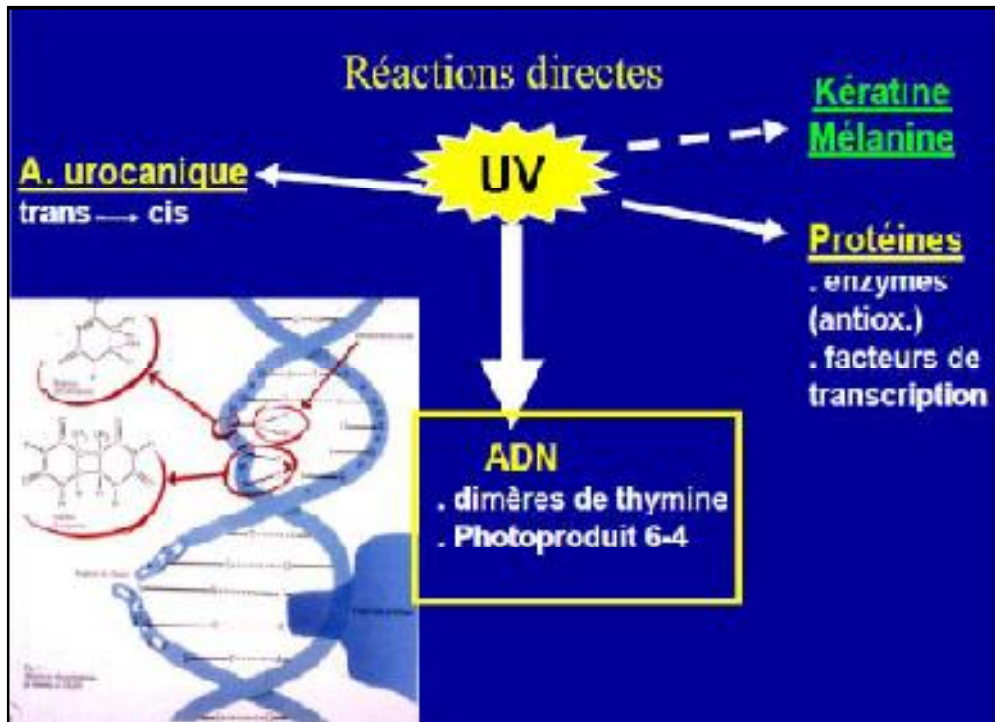 Réactions directes
UV
Kératine
Mélanine
A. urocanique
trans → cis
Protéines
. enzymes
(antiox.)
. facteurs de
transcription
ADN
. dimères de thymine
. Photoproduit 6-4